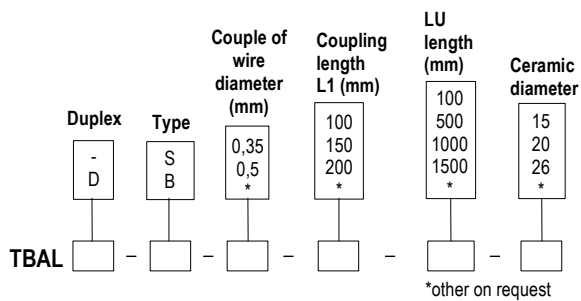 Duplex
-
D
Type
S
B
Couple of
wire
diameter
(mm)
0,35
0,5
*
Coupling
length
L1 (mm)
100
150
200
*
LU
length
(mm)
100
500
1000
1500
*
Ceramic
diameter
15
20
26
*
TBAL - - - - -
*other on request